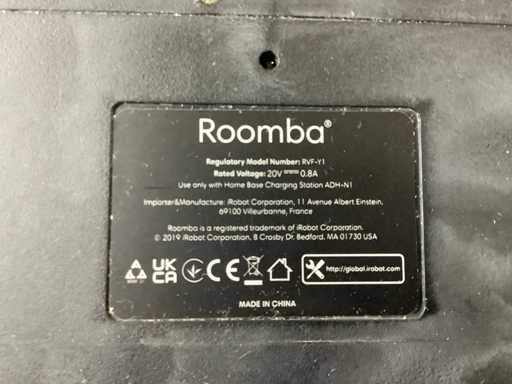 Roomba®
Regulatory Model Number: RVF-Y1
Rated Voltage: 20V ⎓ 0.8A
Use only with Home Base Charging Station ADH-N1
Importer&Manufacture: iRobot Corporation, 11 Avenue Albert Einstein,
69100 Villeurbanne, France
Roomba is a registered trademark of iRobot Corporation.
© 2019 iRobot Corporation, 8 Crosby Dr. Bedford, MA 01730 USA
UK
CA
CE
http://global.irobot.com
MADE IN CHINA